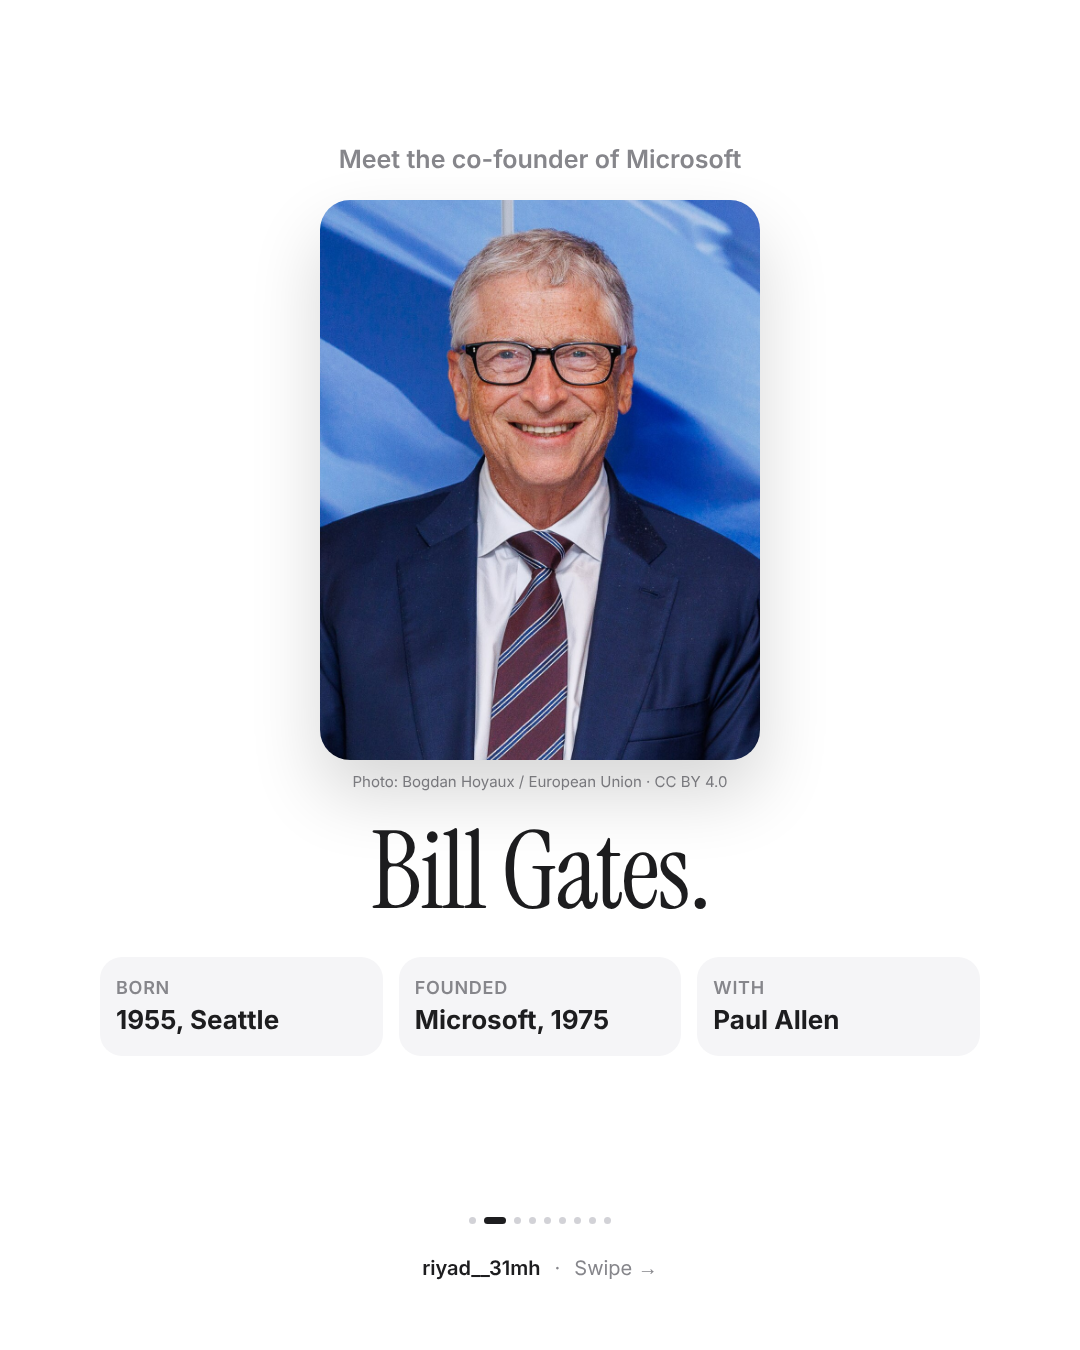 Meet the co-founder of Microsoft
Photo: Bogdan Hoyaux / European Union · CC BY 4.0
Bill Gates.
BORN
1955, Seattle
FOUNDED
Microsoft, 1975
WITH
Paul Allen
riyad__31mh · Swipe →